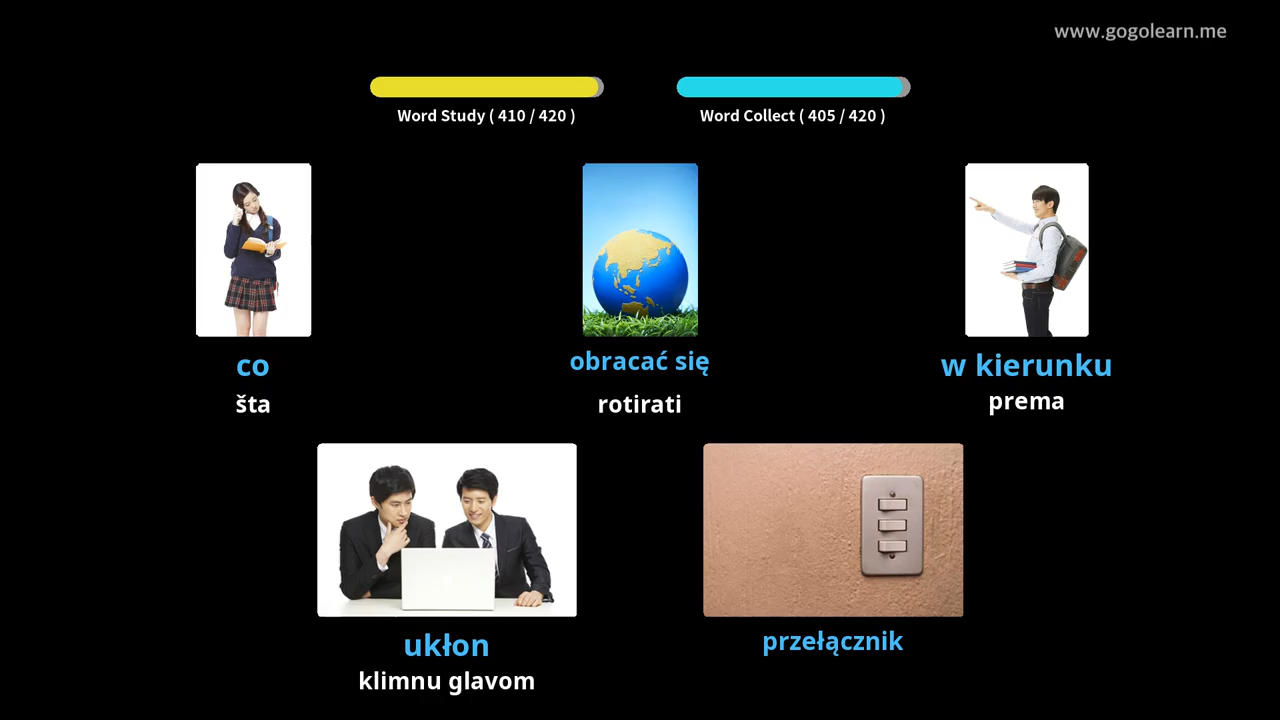 www.gogolearn.me
Word Study ( 410 / 420 )
Word Collect ( 405 / 420 )
co
šta
obracać się
rotirati
w kierunku
prema
ukłon
klimnu glavom
przełącznik